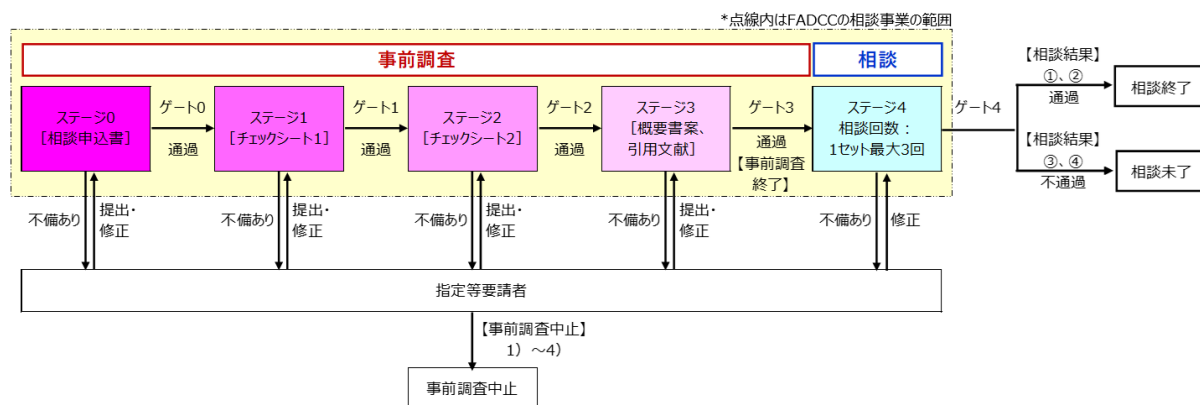 *点線内はFADCCの相談事業の範囲
事前調査
相談
ステージ0
［相談申込書］
ゲート0
通過
ステージ1
［チェックシート1］
ゲート1
通過
ステージ2
［チェックシート2］
ゲート2
通過
ステージ3
［概要書案、
引用文献］
ゲート3
通過
【事前調査
終了】
ステージ4
相談回数：
1セット最大3回
ゲート4
【相談結果】
①、②
通過
相談終了
【相談結果】
③、④
不通過
相談未了
不備あり
提出・
修正
不備あり
提出・
修正
不備あり
提出・
修正
不備あり
提出・
修正
不備あり
修正
指定等要請者
【事前調査中止】
1）～4）
事前調査中止